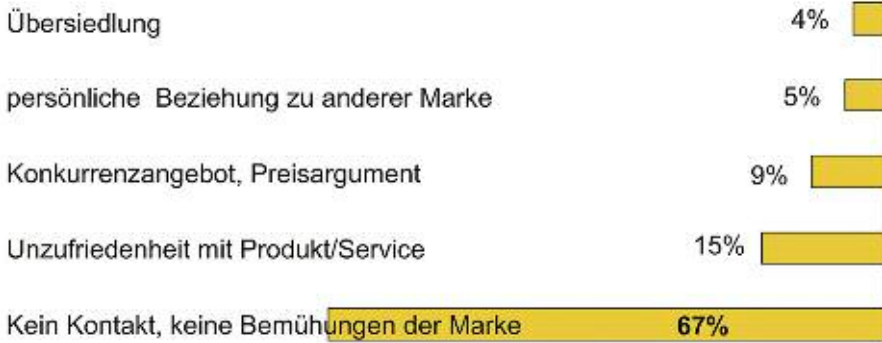 Übersiedlung 4%
persönliche Beziehung zu anderer Marke 5%
Konkurrenzangebot, Preisargument 9%
Unzufriedenheit mit Produkt/Service 15%
Kein Kontakt, keine Bemühungen der Marke 67%